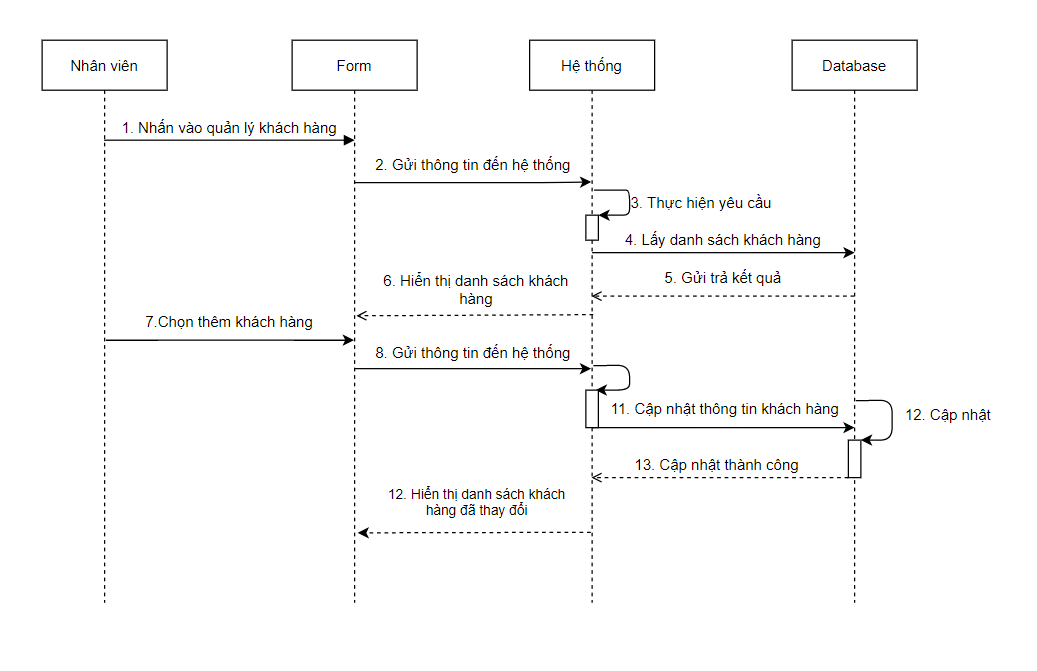 Nhân viên
Form
Hệ thống
Database
1. Nhấn vào quản lý khách hàng
2. Gửi thông tin đến hệ thống
3. Thực hiện yêu cầu
4. Lấy danh sách khách hàng
5. Gửi trả kết quả
6. Hiển thị danh sách khách
hàng
7.Chọn thêm khách hàng
8. Gửi thông tin đến hệ thống
11. Cập nhật thông tin khách hàng
12. Cập nhật
13. Cập nhật thành công
12. Hiển thị danh sách khách
hàng đã thay đổi